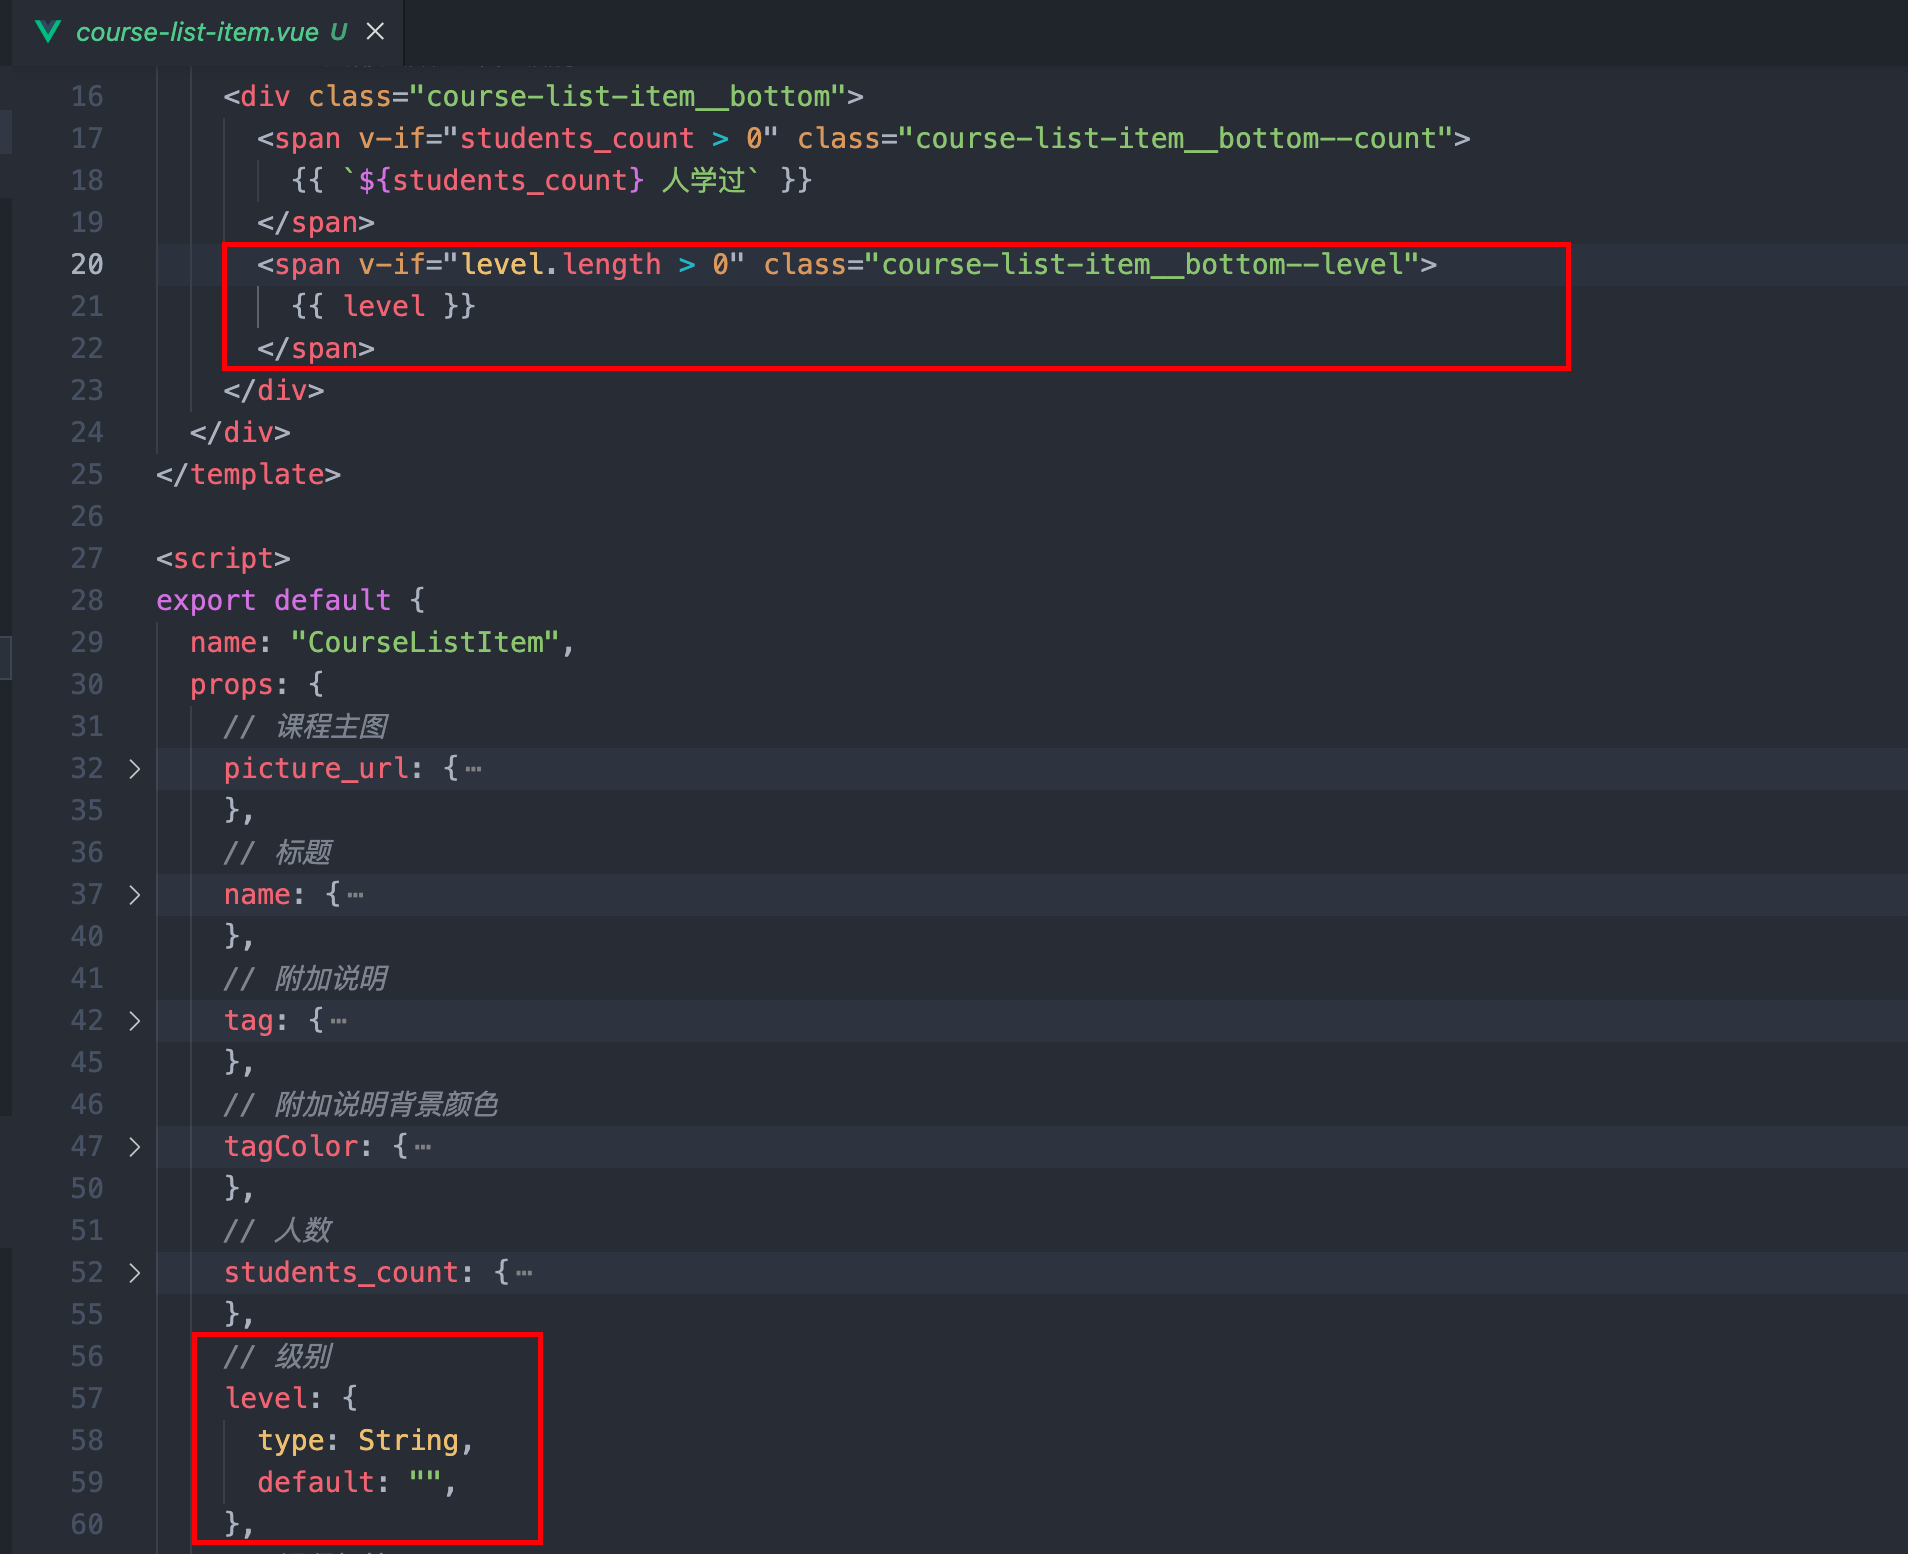 course-list-item.vue U
16 <div class="course-list-item__bottom">
17 <span v-if="students_count > 0" class="course-list-item__bottom--count">
18 {{ `${students_count} 人学过` }}
19 </span>
20 <span v-if="level.length > 0" class="course-list-item__bottom--level">
21 {{ level }}
22 </span>
23 </div>
24 </div>
25 </template>
26
27 <script>
28 export default {
29 name: "CourseListItem",
30 props: {
31 // 课程主图
32 picture_url: {…
35 },
36 // 标题
37 name: {…
40 },
41 // 附加说明
42 tag: {…
45 },
46 // 附加说明背景颜色
47 tagColor: {…
50 },
51 // 人数
52 students_count: {…
55 },
56 // 级别
57 level: {
58 type: String,
59 default: "",
60 },